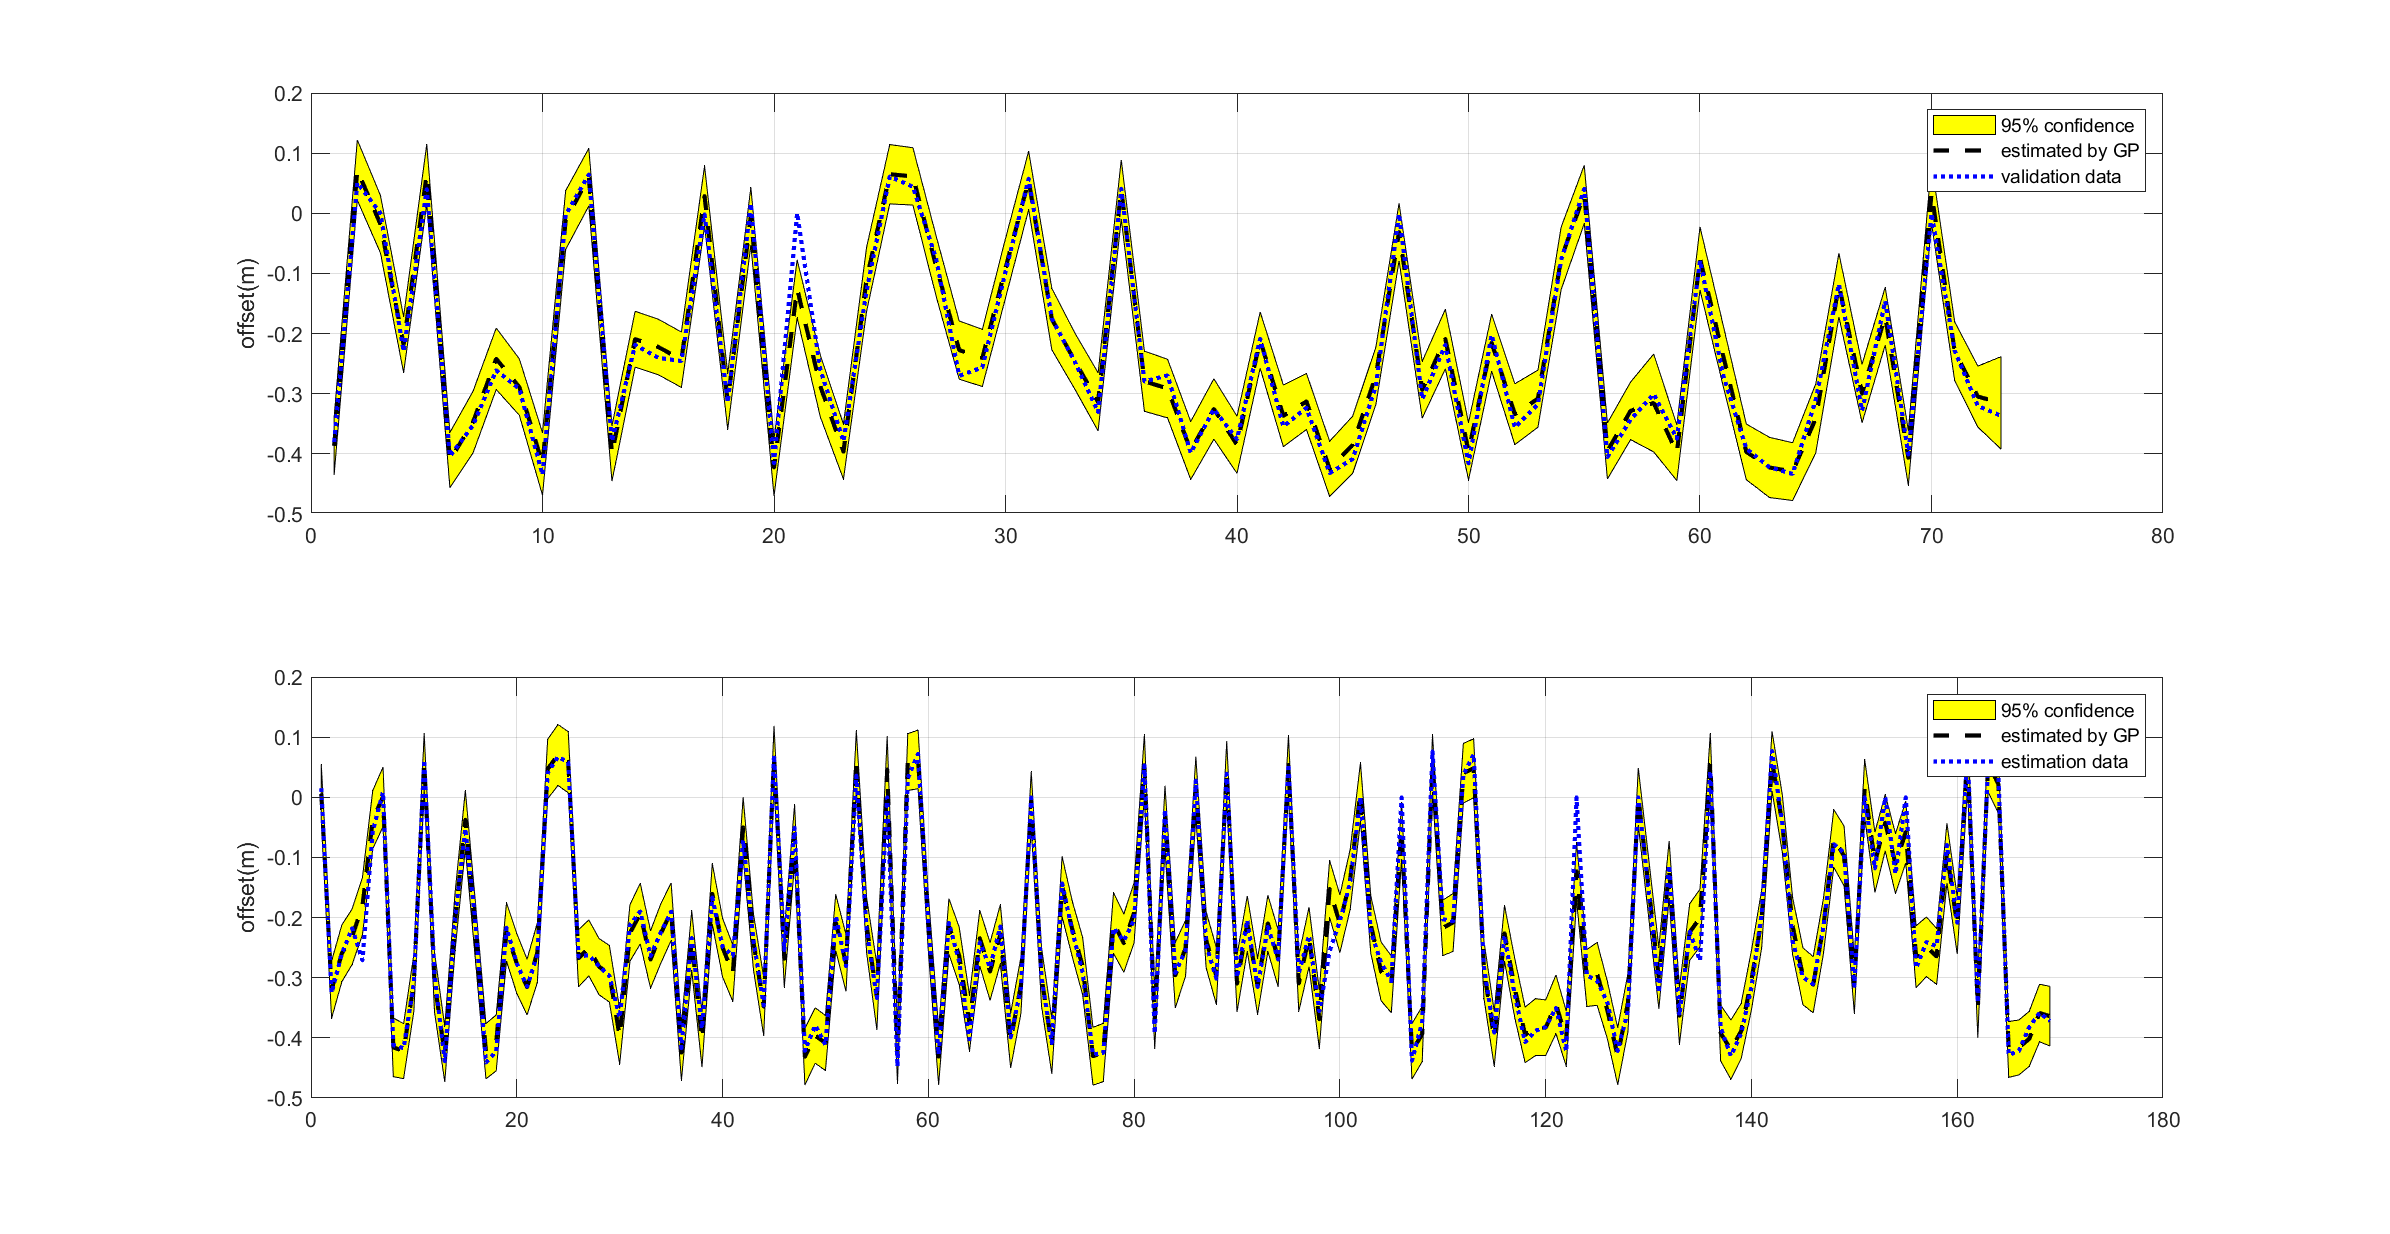 0.2
0.1
0
-0.1
-0.2
-0.3
-0.4
-0.5
offset(m)
0 10 20 30 40 50 60 70 80
95% confidence
estimated by GP
validation data
0.2
0.1
0
-0.1
-0.2
-0.3
-0.4
-0.5
offset(m)
0 20 40 60 80 100 120 140 160 180
95% confidence
estimated by GP
estimation data